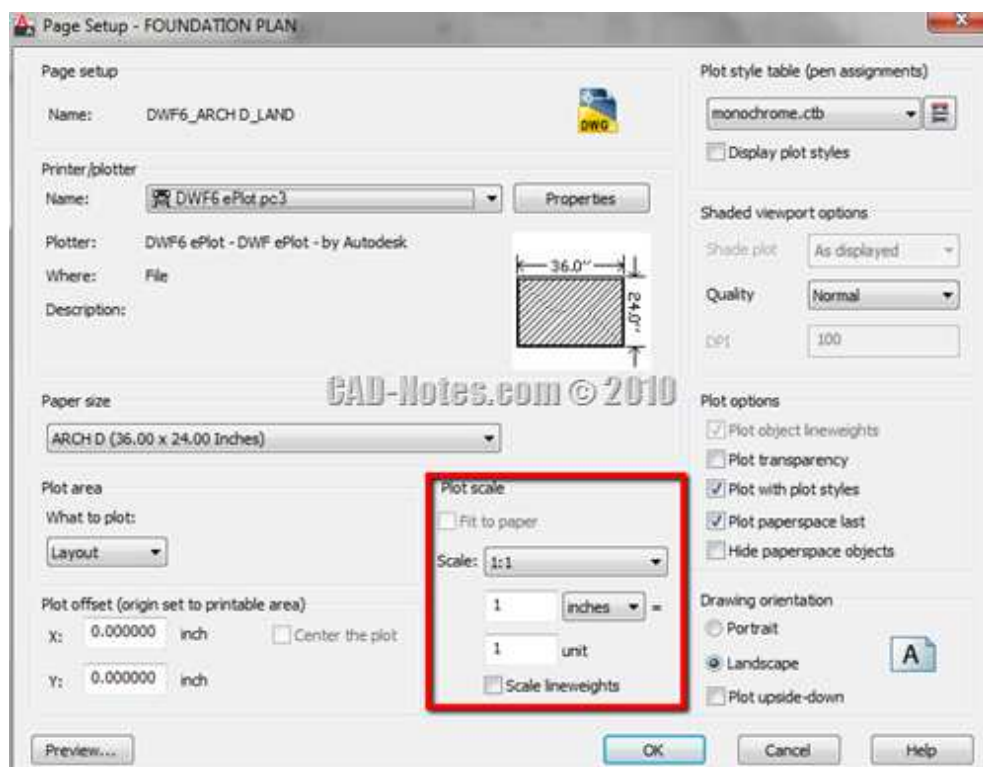 Page Setup - FOUNDATION PLAN
Page setup
Name: DWF6_ARCH D_LAND
DWG
Printer/plotter
Name: DWF6 ePlot.pc3 Properties
Plotter: DWF6 ePlot - DWF ePlot - by Autodesk
Where: File
Description:
36.0''
24.0''
CAD-Notes.com © 2010
Paper size
ARCH D (36.00 x 24.00 Inches)
Plot area
What to plot:
Layout
Plot offset (origin set to printable area)
X: 0.000000 inch Center the plot
Y: 0.000000 inch
Plot scale
Fit to paper
Scale: 1:1
1 inches =
1 unit
Scale lineweights
Plot style table (pen assignments)
monochrome.ctb
Display plot styles
Shaded viewport options
Shade plot As displayed
Quality Normal
DPI 100
Plot options
Plot object lineweights
Plot transparency
Plot with plot styles
Plot paperspace last
Hide paperspace objects
Drawing orientation
Portrait
Landscape
A
Plot upside-down
Preview... OK Cancel Help